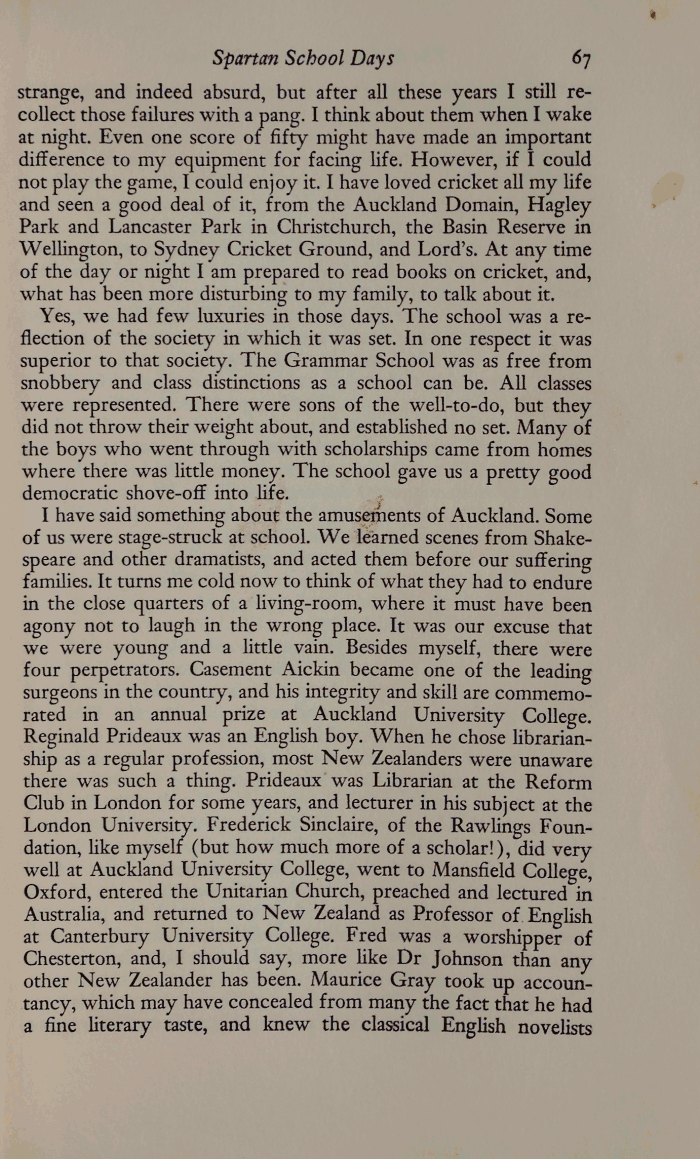 Spartan School Days 67
strange, and indeed absurd, but after all these years I still re-
collect those failures with a pang. I think about them when I wake
at night. Even one score of fifty might have made an important
difference to my equipment for facing life. However, if I could
not play the game, I could enjoy it. I have loved cricket all my life
and seen a good deal of it, from the Auckland Domain, Hagley
Park and Lancaster Park in Christchurch, the Basin Reserve in
Wellington, to Sydney Cricket Ground, and Lord's. At any time
of the day or night I am prepared to read books on cricket, and,
what has been more disturbing to my family, to talk about it.
Yes, we had few luxuries in those days. The school was a re-
flection of the society in which it was set. In one respect it was
superior to that society. The Grammar School was as free from
snobbery and class distinctions as a school can be. All classes
were represented. There were sons of the well-to-do, but they
did not throw their weight about, and established no set. Many of
the boys who went through with scholarships came from homes
where there was little money. The school gave us a pretty good
democratic shove-off into life.
I have said something about the amusements of Auckland. Some
of us were stage-struck at school. We learned scenes from Shake-
speare and other dramatists, and acted them before our suffering
families. It turns me cold now to think of what they had to endure
in the close quarters of a living-room, where it must have been
agony not to laugh in the wrong place. It was our excuse that
we were young and a little vain. Besides myself, there were
four perpetrators. Casement Aickin became one of the leading
surgeons in the country, and his integrity and skill are commemo-
rated in an annual prize at Auckland University College.
Reginald Prideaux was an English boy. When he chose librarian-
ship as a regular profession, most New Zealanders were unaware
there was such a thing. Prideaux was Librarian at the Reform
Club in London for some years, and lecturer in his subject at the
London University. Frederick Sinclaire, of the Rawlings Foun-
dation, like myself (but how much more of a scholar!), did very
well at Auckland University College, went to Mansfield College,
Oxford, entered the Unitarian Church, preached and lectured in
Australia, and returned to New Zealand as Professor of English
at Canterbury University College. Fred was a worshipper of
Chesterton, and, I should say, more like Dr Johnson than any
other New Zealander has been. Maurice Gray took up accoun-
tancy, which may have concealed from many the fact that he had
a fine literary taste, and knew the classical English novelists